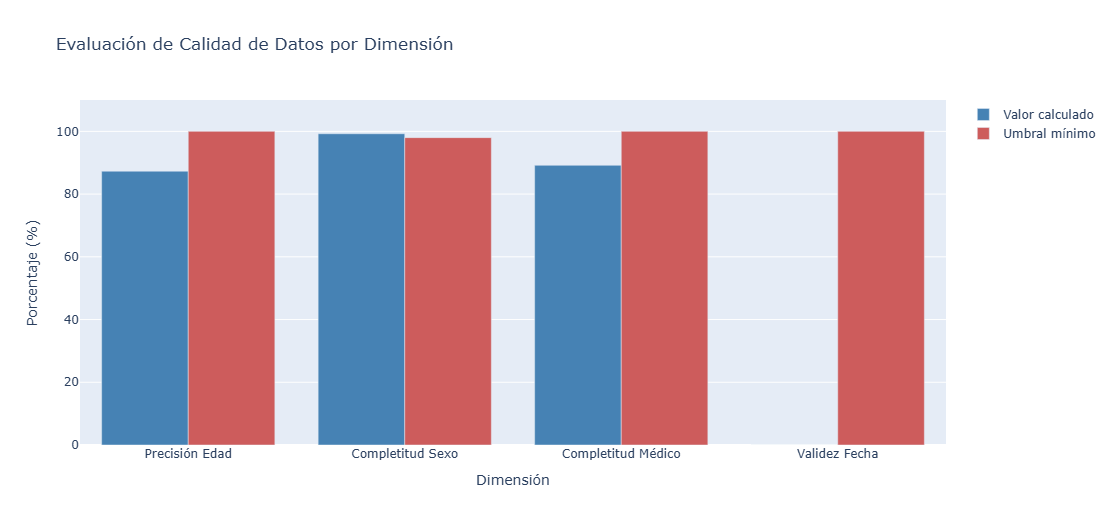 Evaluación de Calidad de Datos por Dimensión
Valor calculado
Umbral mínimo
Porcentaje (%)
100
80
60
40
20
0
Precisión Edad
Completitud Sexo
Completitud Médico
Validez Fecha
Dimensión